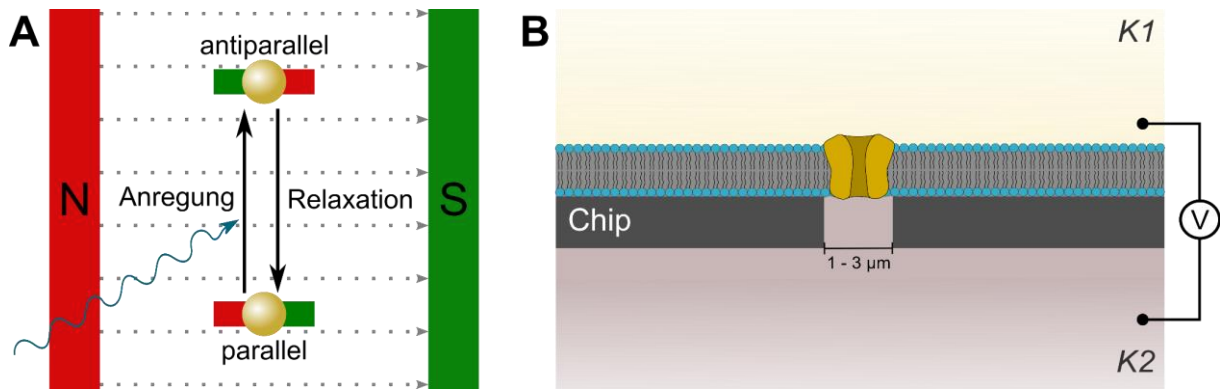 A
antiparallel
N
Anregung
Relaxation
S
parallel
B
K1
Chip
V
1 - 3 µm
K2